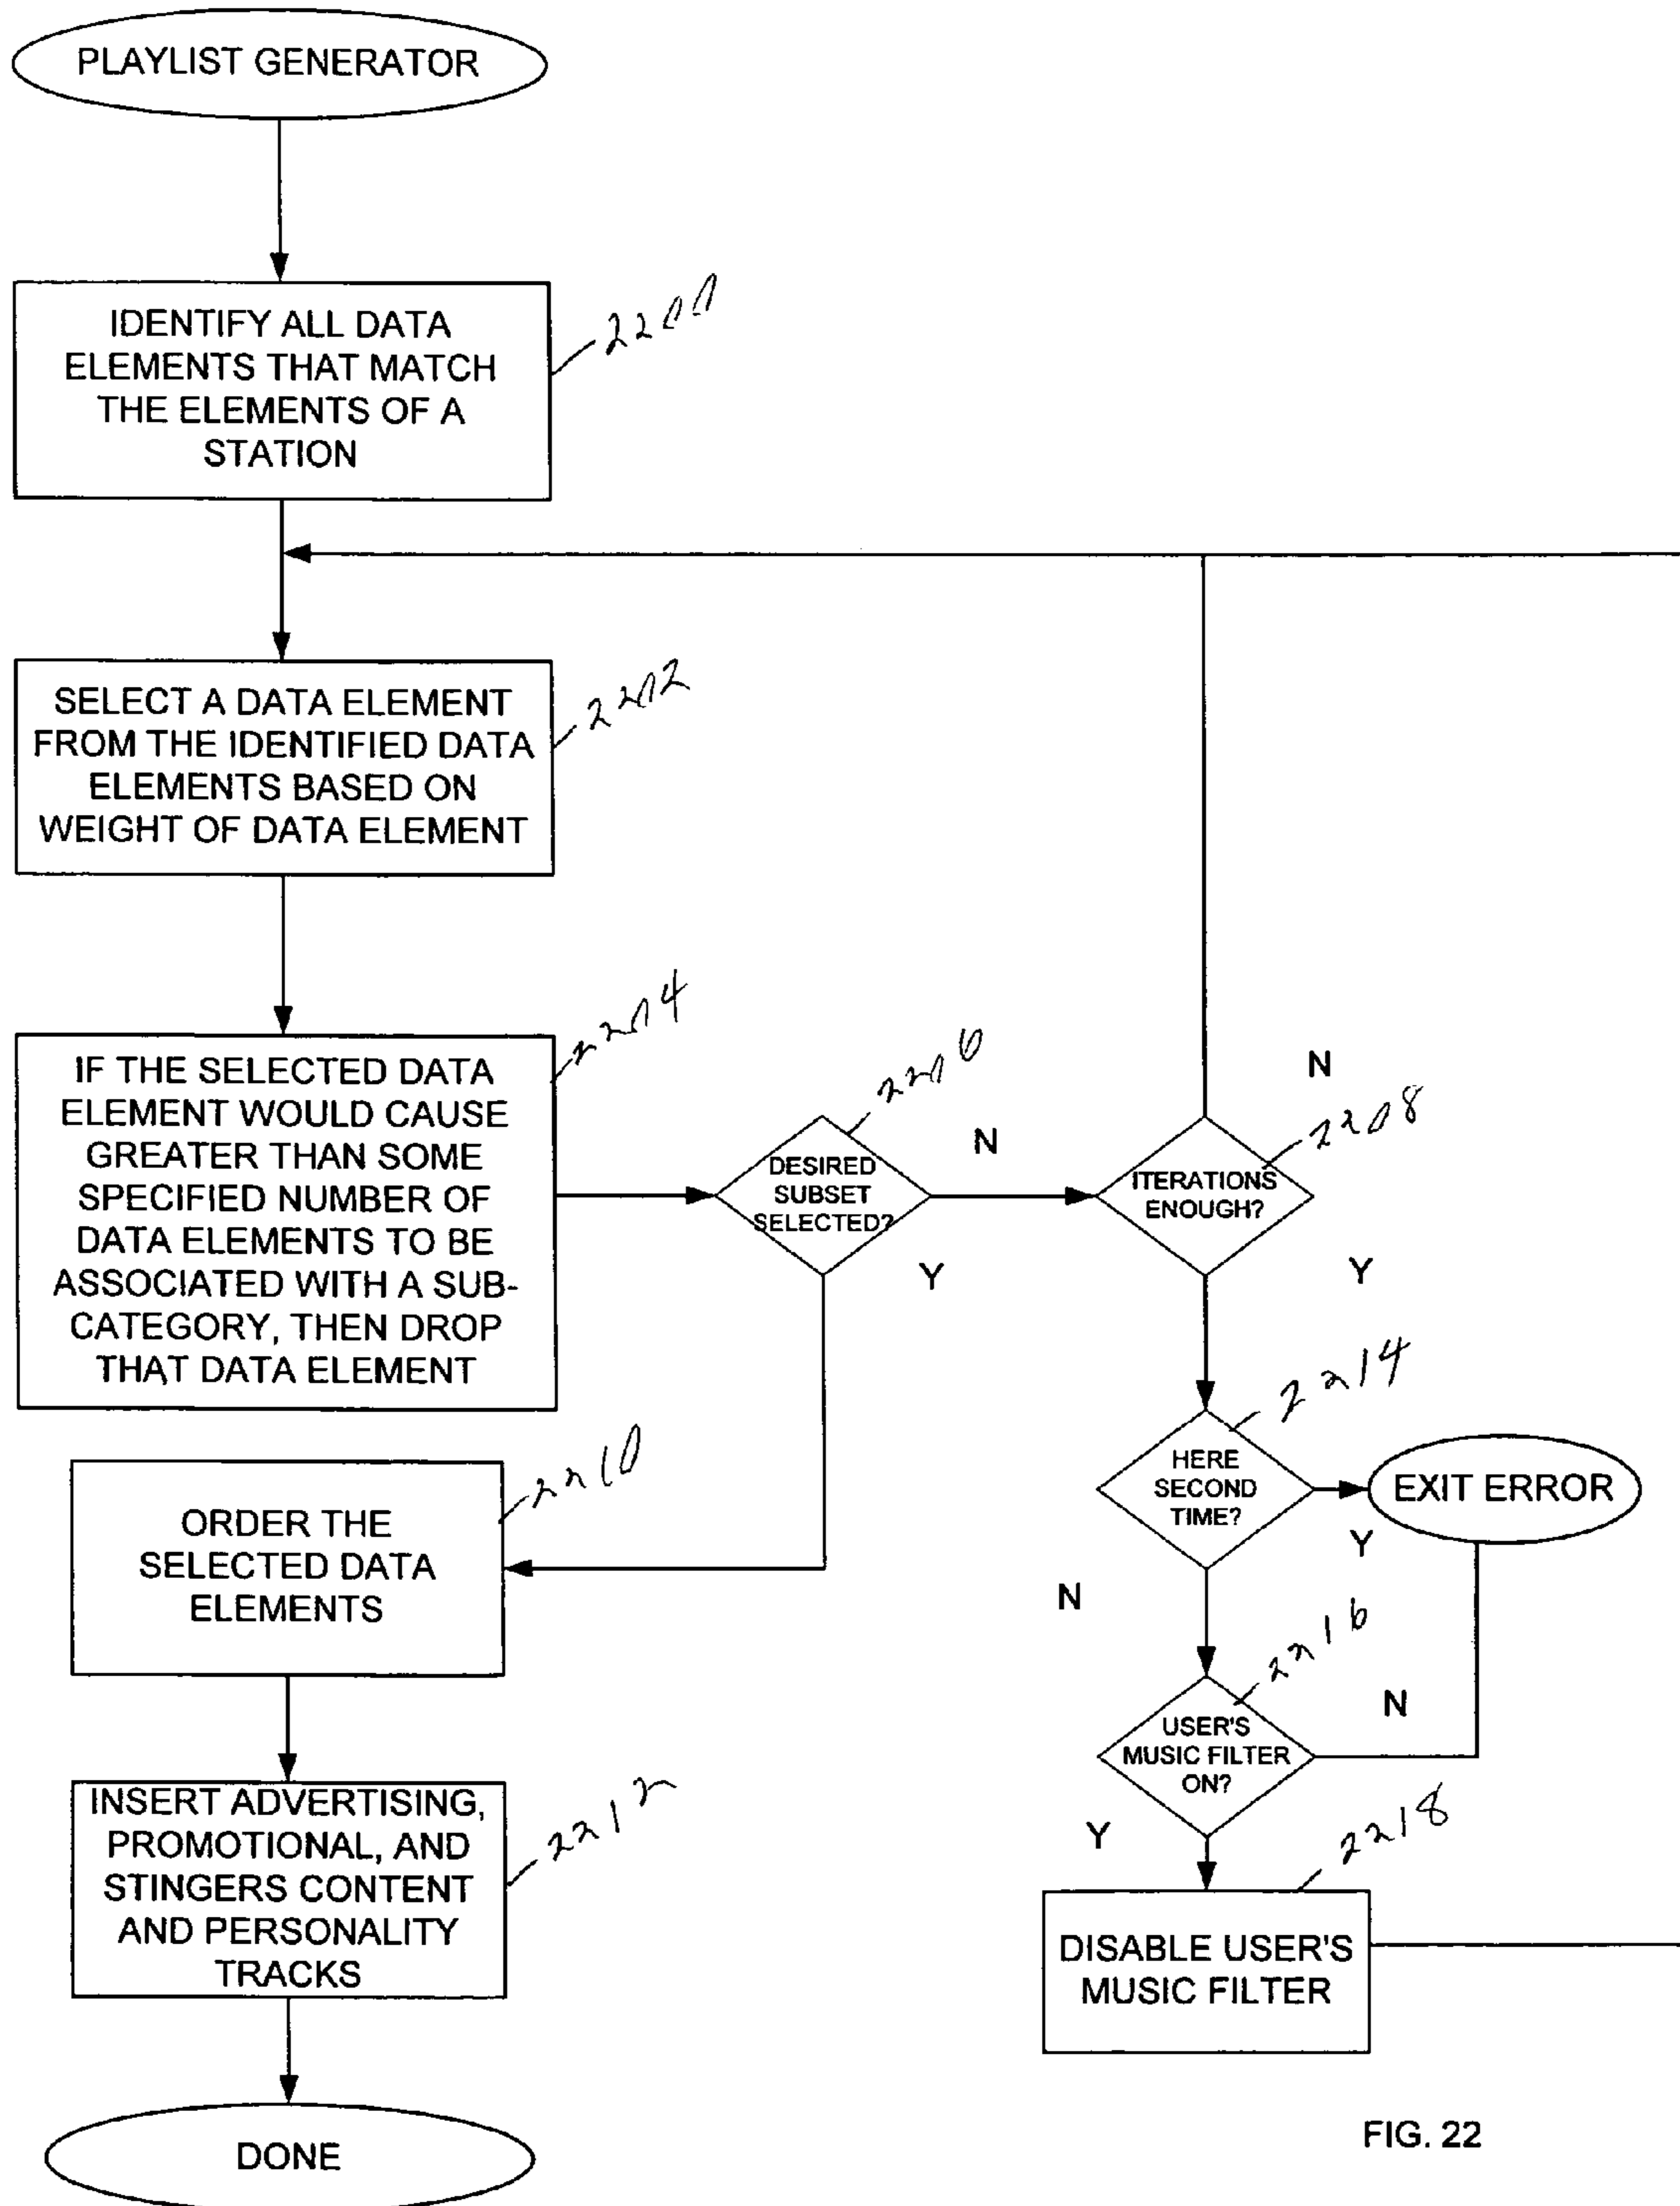 PLAYLIST GENERATOR
IDENTIFY ALL DATA
ELEMENTS THAT MATCH
THE ELEMENTS OF A
STATION
2200
SELECT A DATA ELEMENT
FROM THE IDENTIFIED DATA
ELEMENTS BASED ON
WEIGHT OF DATA ELEMENT
2202
IF THE SELECTED DATA
ELEMENT WOULD CAUSE
GREATER THAN SOME
SPECIFIED NUMBER OF
DATA ELEMENTS TO BE
ASSOCIATED WITH A SUB-
CATEGORY, THEN DROP
THAT DATA ELEMENT
2204
DESIRED
SUBSET
SELECTED?
2206
N
Y
ITERATIONS
ENOUGH?
2208
N
Y
ORDER THE
SELECTED DATA
ELEMENTS
2210
HERE
SECOND
TIME?
2214
EXIT ERROR
Y
N
USER'S
MUSIC FILTER
ON?
2216
N
Y
INSERT ADVERTISING,
PROMOTIONAL, AND
STINGERS CONTENT
AND PERSONALITY
TRACKS
2212
DISABLE USER'S
MUSIC FILTER
2218
DONE
FIG. 22